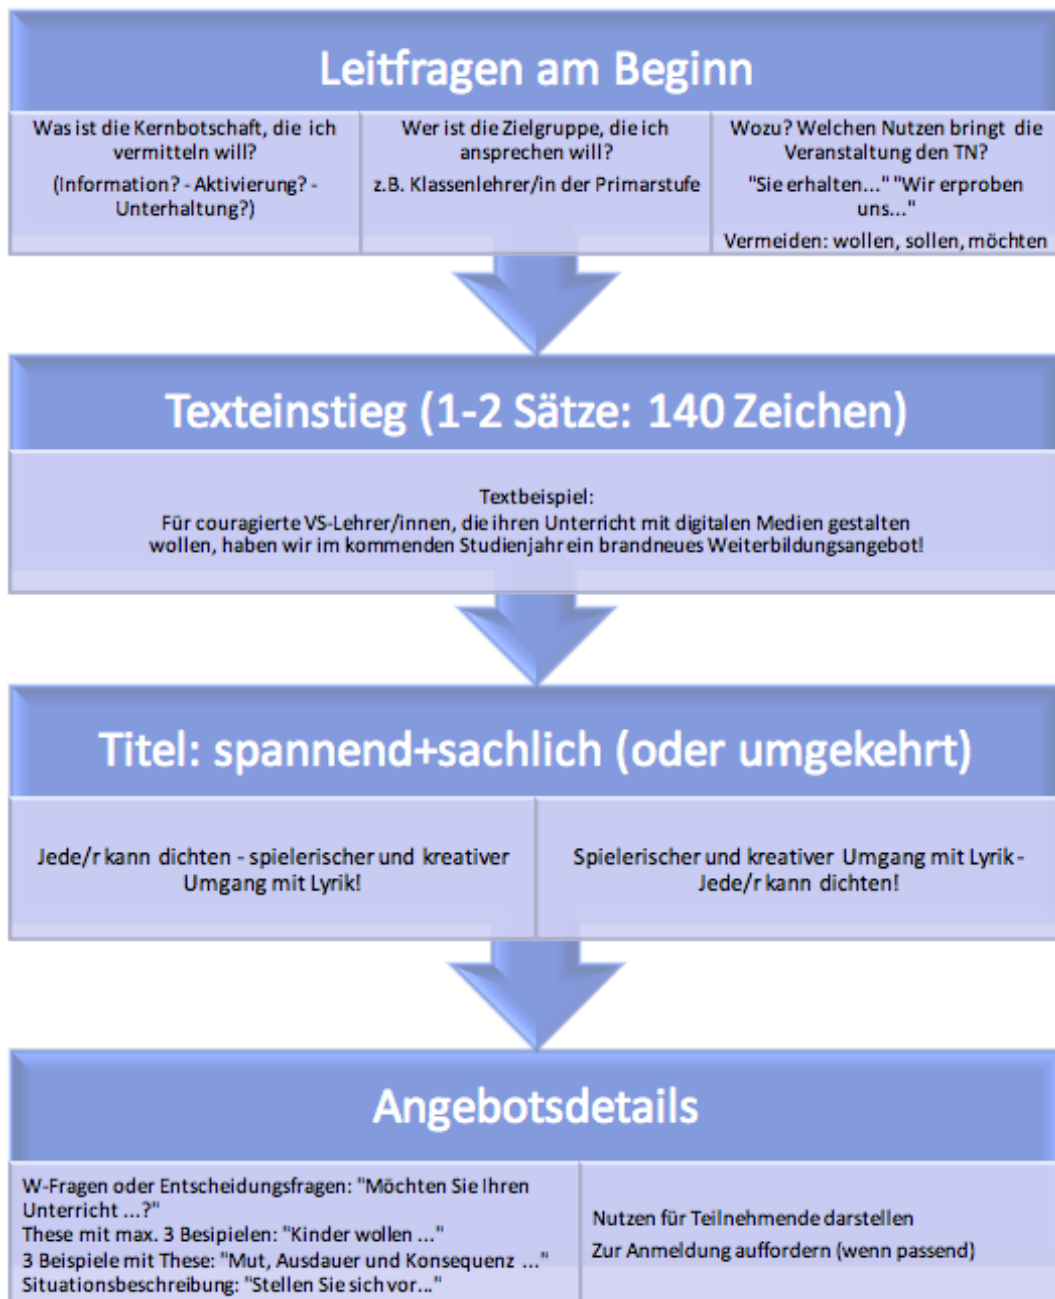 Leitfragen am Beginn
Was ist die Kernbotschaft, die ich
vermitteln will?
(Information? - Aktivierung? -
Unterhaltung?)
Wer ist die Zielgruppe, die ich
ansprechen will?
z.B. Klassenlehrer/in der Primarstufe
Wozu? Welchen Nutzen bringt die
Veranstaltung den TN?
"Sie erhalten..." "Wir erproben
uns..."
Vermeiden: wollen, sollen, möchten
Texteinstieg (1-2 Sätze: 140 Zeichen)
Textbeispiel:
Für couragierte VS-Lehrer/innen, die ihren Unterricht mit digitalen Medien gestalten
wollen, haben wir im kommenden Studienjahr ein brandneues Weiterbildungsangebot!
Titel: spannend+sachlich (oder umgekehrt)
Jede/r kann dichten - spielerischer und kreativer
Umgang mit Lyrik!
Spielerischer und kreativer Umgang mit Lyrik -
Jede/r kann dichten!
Angebotsdetails
W-Fragen oder Entscheidungsfragen: "Möchten Sie Ihren
Unterricht ...?"
These mit max. 3 Besipielen: "Kinder wollen ..."
3 Beispiele mit These: "Mut, Ausdauer und Konsequenz ..."
Situationsbeschreibung: "Stellen Sie sich vor..."
Nutzen für Teilnehmende darstellen
Zur Anmeldung auffordern (wenn passend)